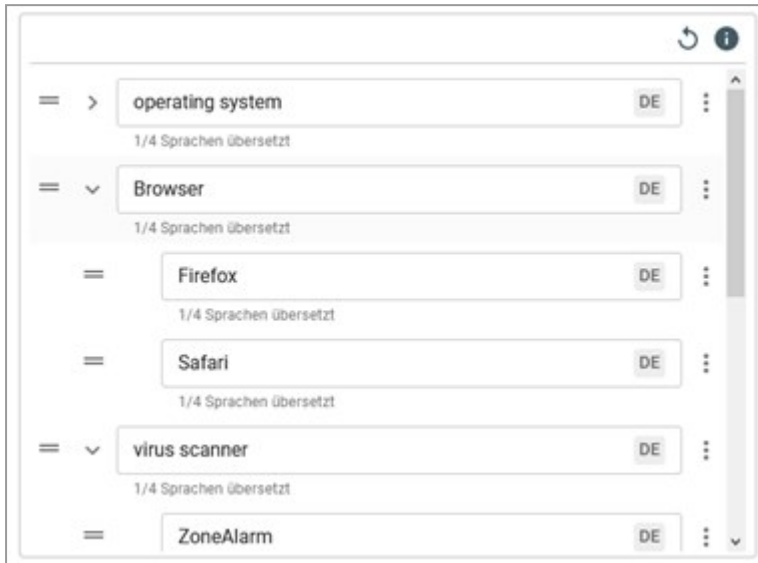 operating system DE
1/4 Sprachen übersetzt
Browser DE
1/4 Sprachen übersetzt
Firefox DE
1/4 Sprachen übersetzt
Safari DE
1/4 Sprachen übersetzt
virus scanner DE
1/4 Sprachen übersetzt
ZoneAlarm DE